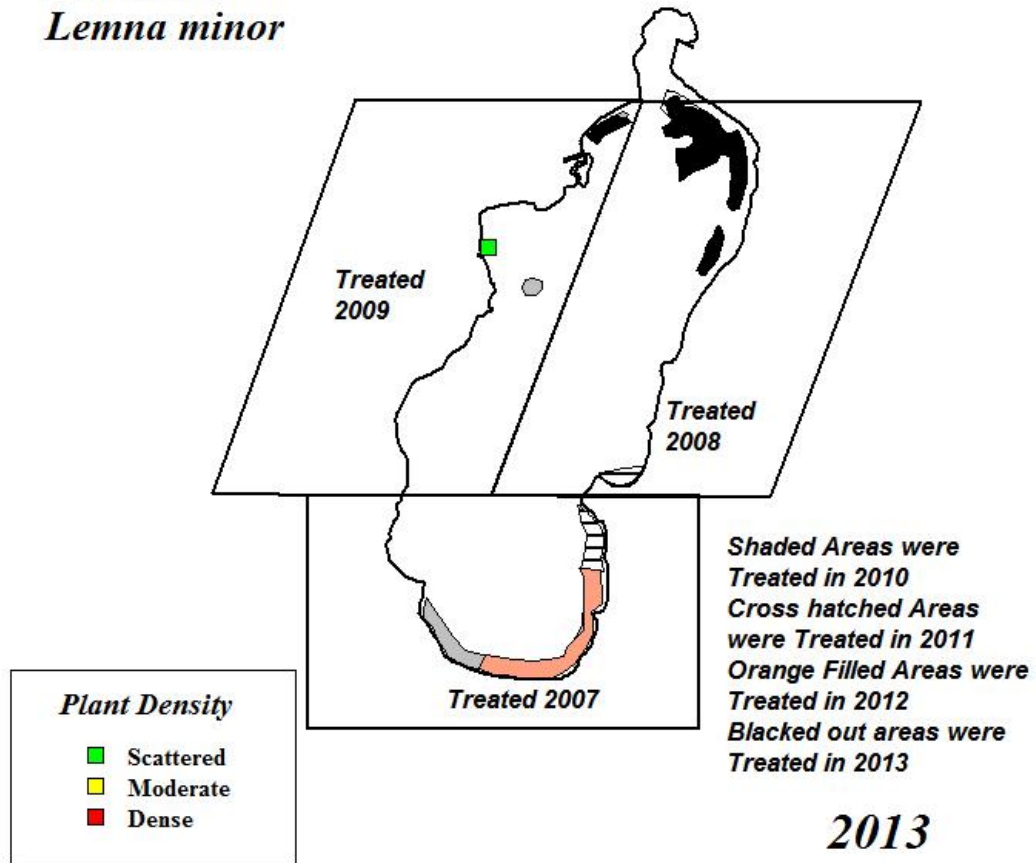 Lemna minor
Treated
2009
Treated
2008
Shaded Areas were
Treated in 2010
Cross hatched Areas
were Treated in 2011
Orange Filled Areas were
Treated in 2012
Blacked out areas were
Treated in 2013
Treated 2007
Plant Density
Scattered
Moderate
Dense
2013